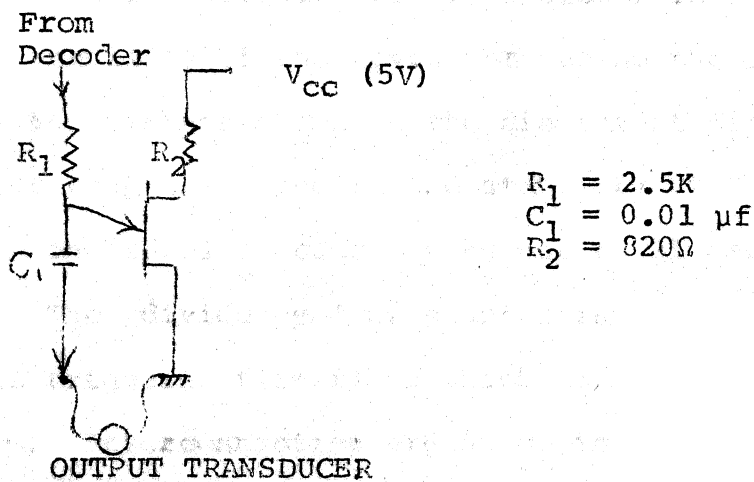 From
Decoder
V_CC (5V)
R_1
R_2
R_1 = 2.5K
C_1 = 0.01 µf
R_2 = 820Ω
C_1
OUTPUT TRANSDUCER